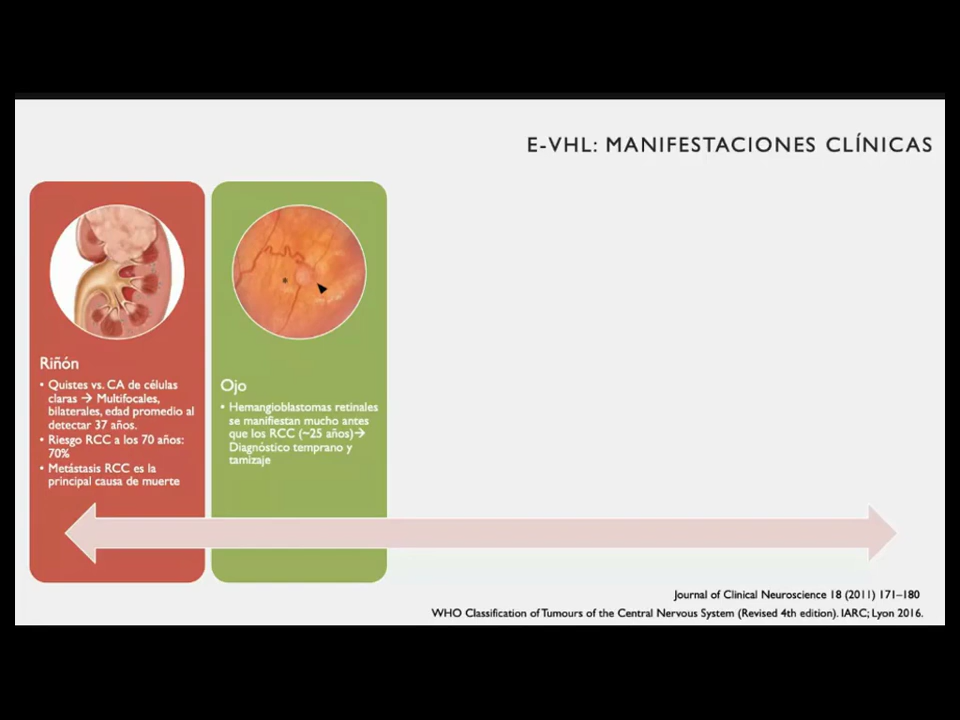 E-VHL: MANIFESTACIONES CLÍNICAS
Riñón
• Quistes vs. CA de células
claras → Multifocales,
bilaterales, edad promedio al
detectar 37 años.
• Riesgo RCC a los 70 años:
70%
• Metástasis RCC es la
principal causa de muerte
Ojo
• Hemangioblastomas retinales
se manifiestan mucho antes
que los RCC (~25 años)→
Diagnóstico temprano y
tamizaje
Journal of Clinical Neuroscience 18 (2011) 171–180
WHO Classification of Tumours of the Central Nervous System (Revised 4th edition). IARC; Lyon 2016.